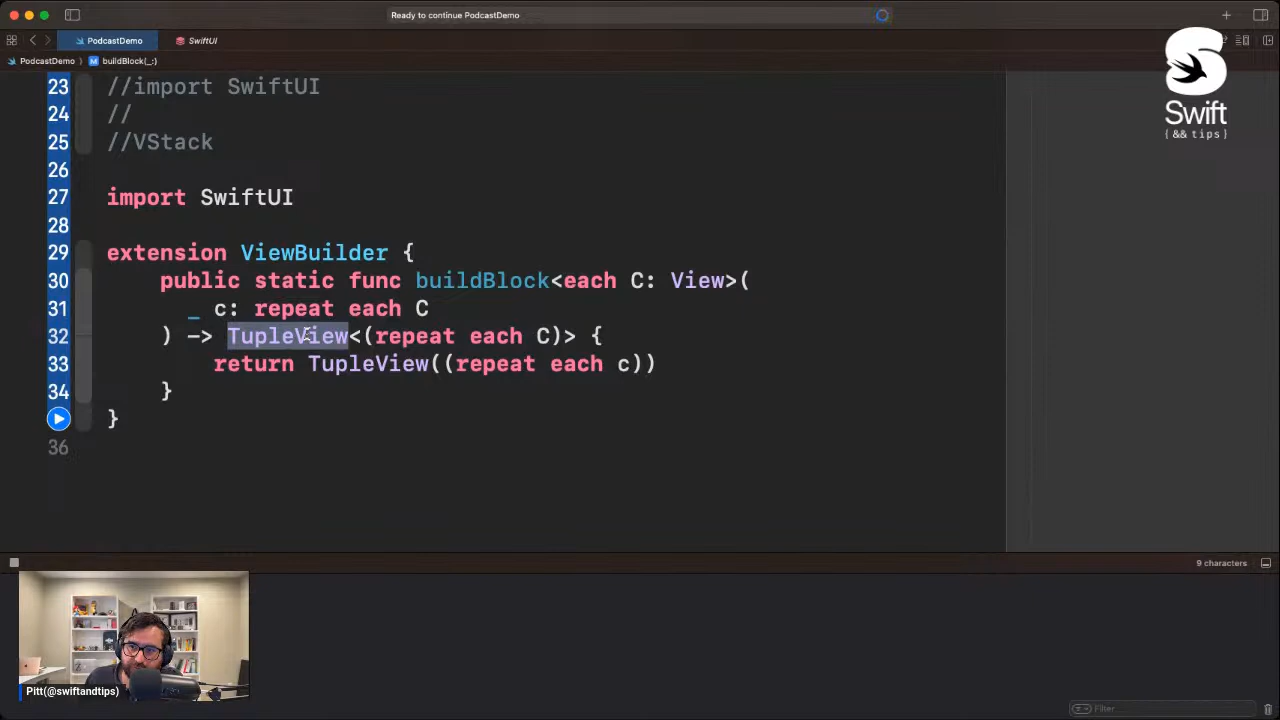 Ready to continue PodcastDemo
PodcastDemo
SwiftUI
PodcastDemo
buildBlock(_:)
Swift
{ && tips }
23 //import SwiftUI
24 //
25 //VStack
26
27 import SwiftUI
28
29 extension ViewBuilder {
30 public static func buildBlock<each C: View>(
31 _ c: repeat each C
32 ) -> TupleView<(repeat each C)> {
33 return TupleView((repeat each c))
34 }
}
36
9 characters
Pitt(@swiftandtips)
Filter